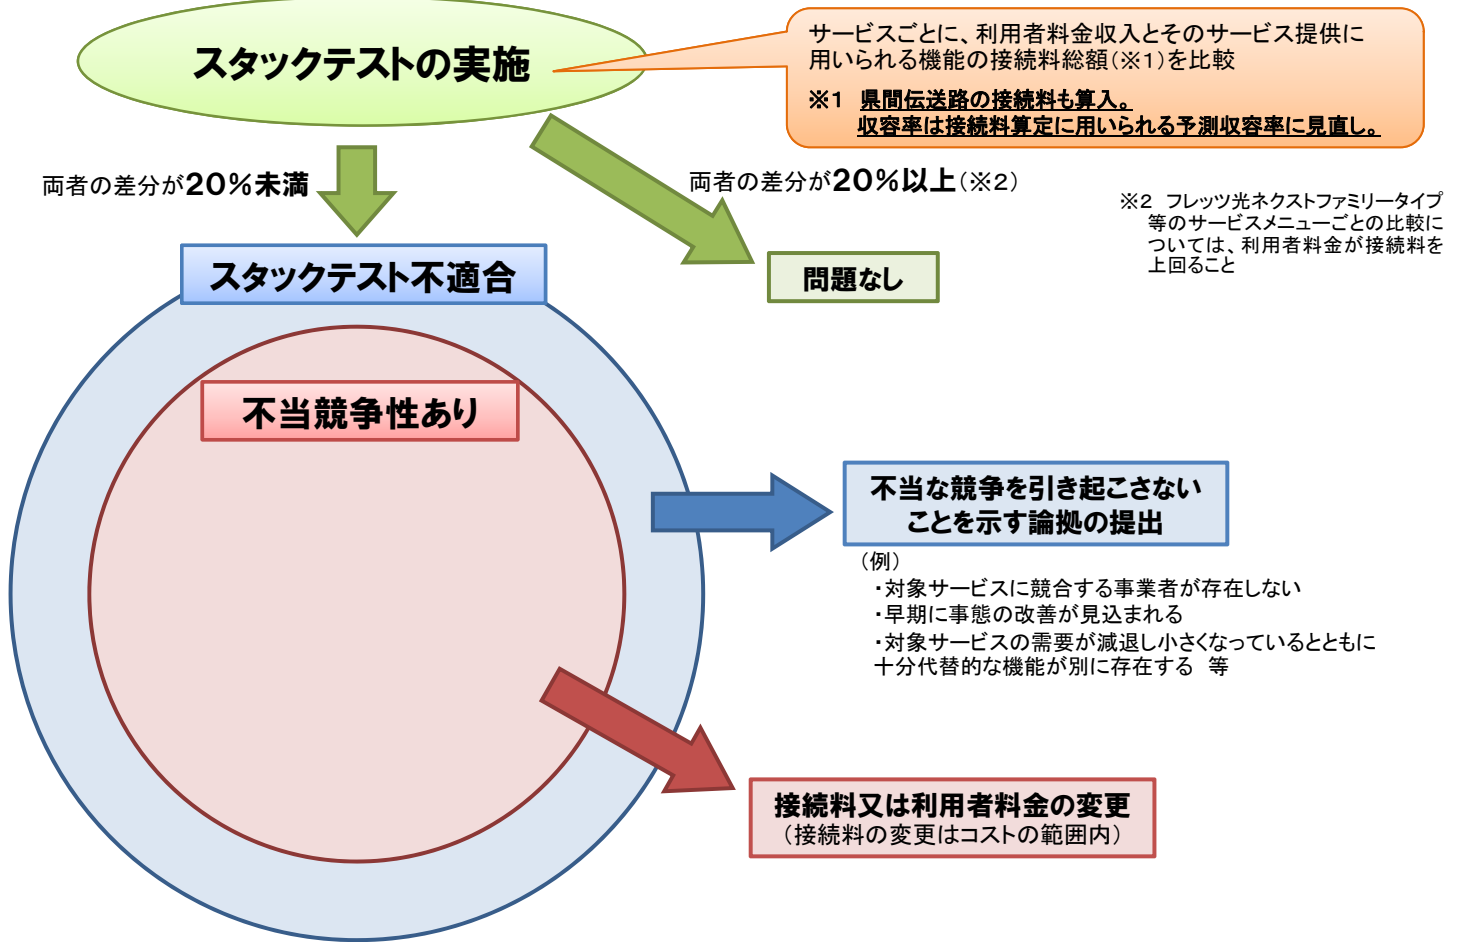 スタックテストの実施
サービスごとに、利用者料金収入とそのサービス提供に
用いられる機能の接続料総額(※1)を比較
※1　県間伝送路の接続料も算入。
収容率は接続料算定に用いられる予測収容率に見直し。
両者の差分が20%未満
両者の差分が20%以上(※2)
※2　フレッツ光ネクストファミリータイプ
等のサービスメニューごとの比較に
ついては、利用者料金が接続料を
上回ること
スタックテスト不適合
問題なし
不当競争性あり
不当な競争を引き起こさない
ことを示す論拠の提出
(例)
・対象サービスに競合する事業者が存在しない
・早期に事態の改善が見込まれる
・対象サービスの需要が減退し小さくなっているとともに
十分代替的な機能が別に存在する　等
接続料又は利用者料金の変更
(接続料の変更はコストの範囲内)